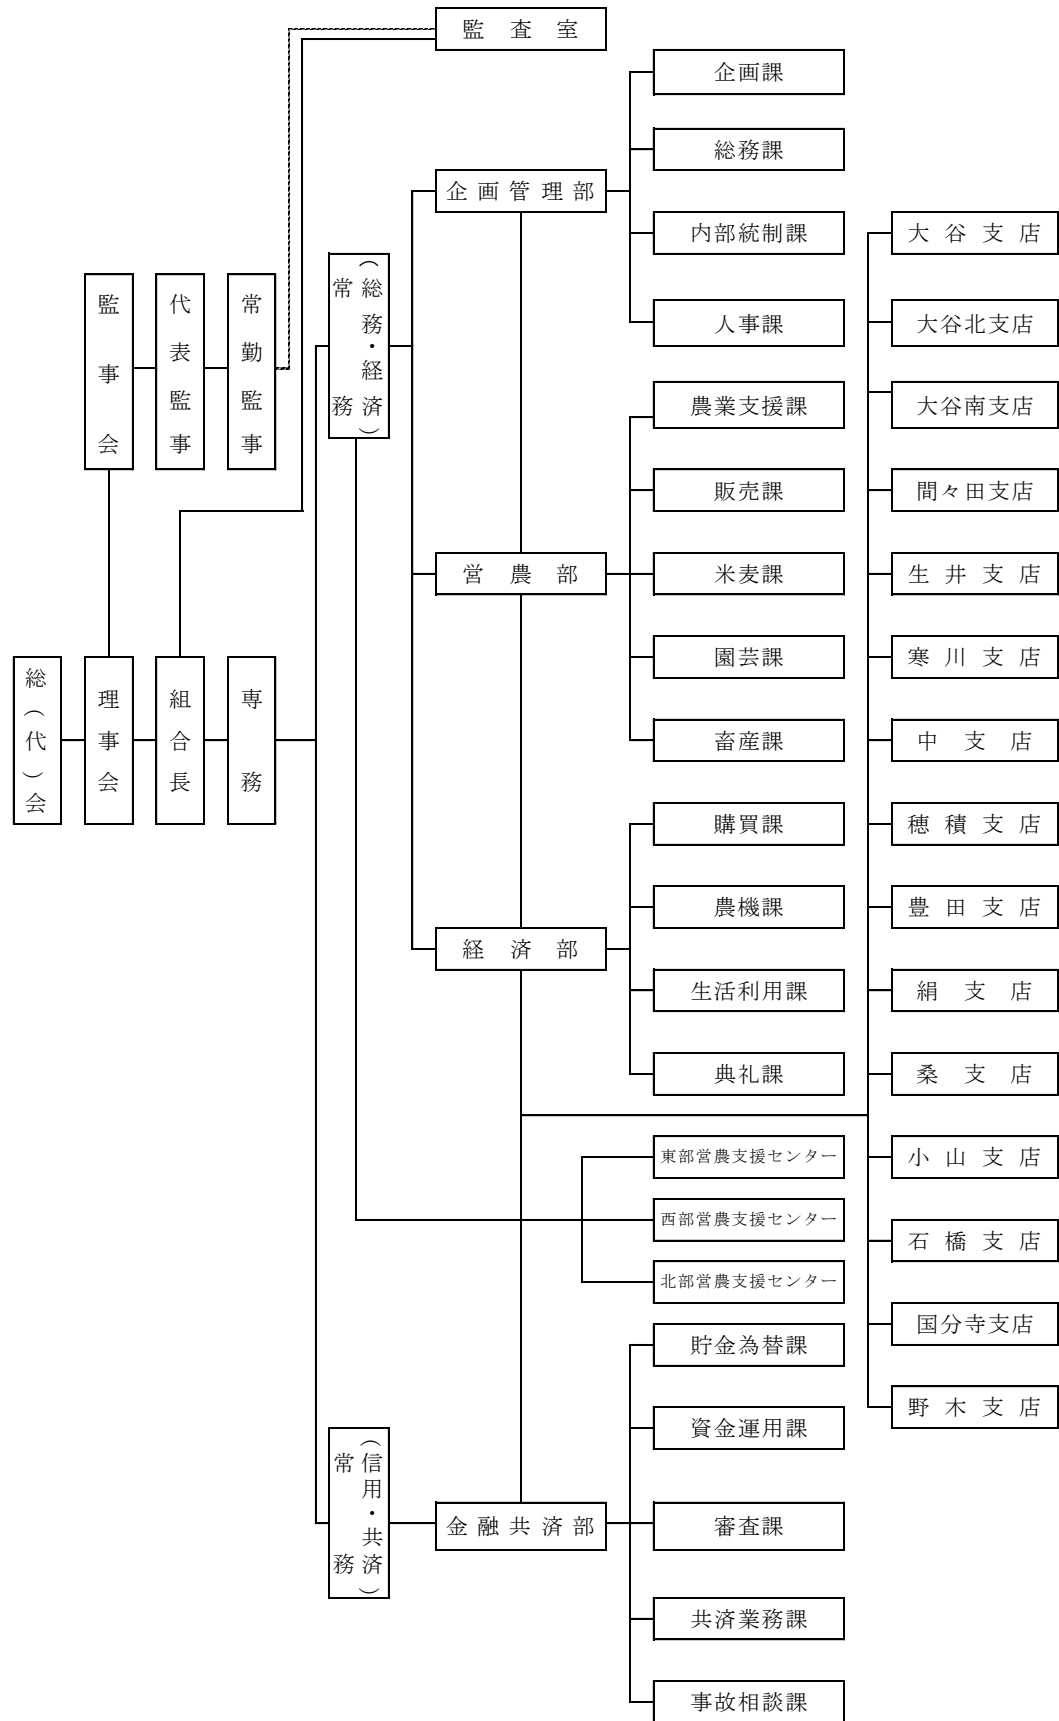 監査室
企画課
総務課
企画管理部
内部統制課
人事課
監事会
代表監事
常勤監事
常務
（総務・経済）
農業支援課
販売課
営農部
米麦課
園芸課
畜産課
総（代）会
理事会
組合長
専務
購買課
農機課
経済部
生活利用課
典礼課
東部営農支援センター
西部営農支援センター
北部営農支援センター
貯金為替課
資金運用課
常務
（信用・共済）
金融共済部
審査課
共済業務課
事故相談課
大谷支店
大谷北支店
大谷南支店
間々田支店
生井支店
寒川支店
中支店
穂積支店
豊田支店
絹支店
桑支店
小山支店
石橋支店
国分寺支店
野木支店